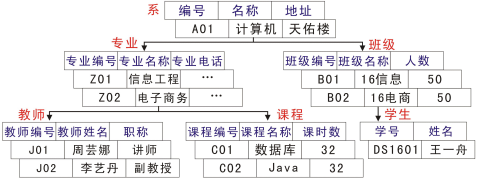 系
编号 名称 地址
A01 计算机 天佑楼
专业
专业编号 专业名称 专业电话
Z01 信息工程 …
Z02 电子商务 …
班级
班级编号 班级名称 人数
B01 16信息 50
B02 16电商 50
教师
教师编号 教师姓名 职称
J01 周芸娜 讲师
J02 李艺丹 副教授
课程
课程编号 课程名称 课时数
C01 数据库 32
C02 Java 32
学生
学号 姓名
DS1601 王一舟